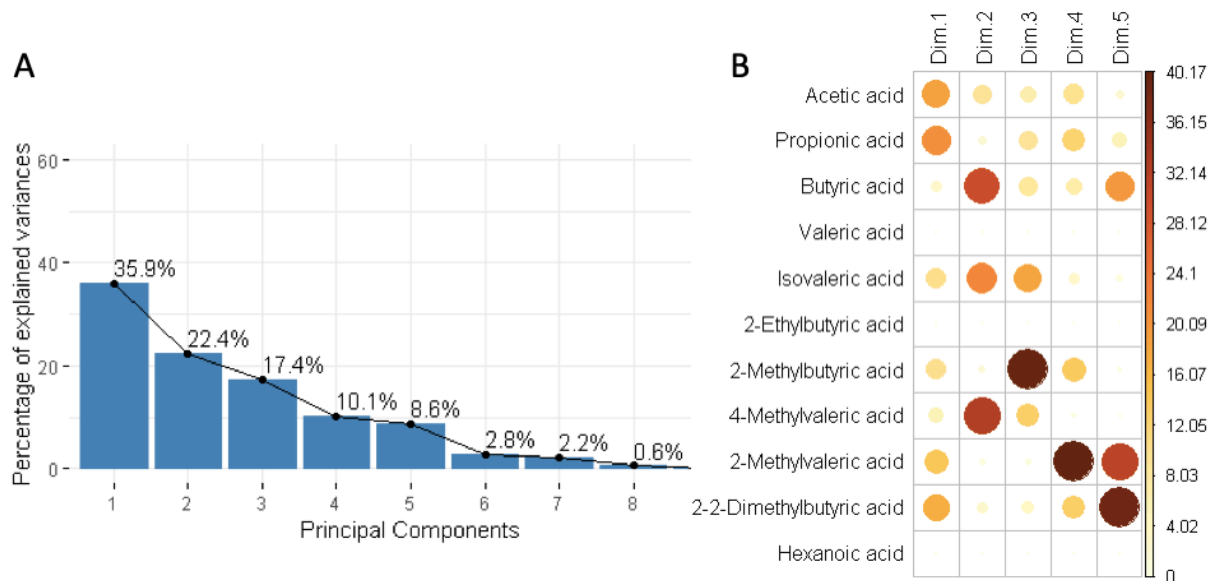 A
Percentage of explained variances
60
40
20
0
35.9%
22.4%
17.4%
10.1%
8.6%
2.8%
2.2%
0.6%
1 2 3 4 5 6 7 8
Principal Components
B
Dim.1 Dim.2 Dim.3 Dim.4 Dim.5
Acetic acid
Propionic acid
Butyric acid
Valeric acid
Isovaleric acid
2-Ethylbutyric acid
2-Methylbutyric acid
4-Methylvaleric acid
2-Methylvaleric acid
2-2-Dimethylbutyric acid
Hexanoic acid
40.17
36.15
32.14
28.12
24.1
20.09
16.07
12.05
8.03
4.02
0